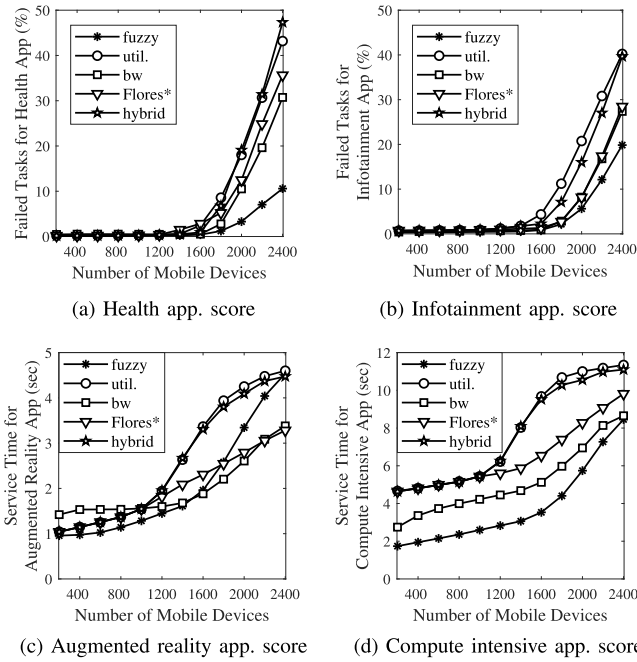 Failed Tasks for Health App (%)
50
40
30
20
10
0
fuzzy
util.
bw
Flores*
hybrid
400 800 1200 1600 2000 2400
Number of Mobile Devices
(a) Health app. score
Failed Tasks for
Infotainment App (%)
50
40
30
20
10
0
fuzzy
util.
bw
Flores*
hybrid
400 800 1200 1600 2000 2400
Number of Mobile Devices
(b) Infotainment app. score
Service Time for
Augmented Reality App (sec)
5
4
3
2
1
0
fuzzy
util.
bw
Flores*
hybrid
400 800 1200 1600 2000 2400
Number of Mobile Devices
(c) Augmented reality app. score
Service Time for
Compute Intensive App (sec)
12
10
8
6
4
2
0
fuzzy
util.
bw
Flores*
hybrid
400 800 1200 1600 2000 2400
Number of Mobile Devices
(d) Compute intensive app. score